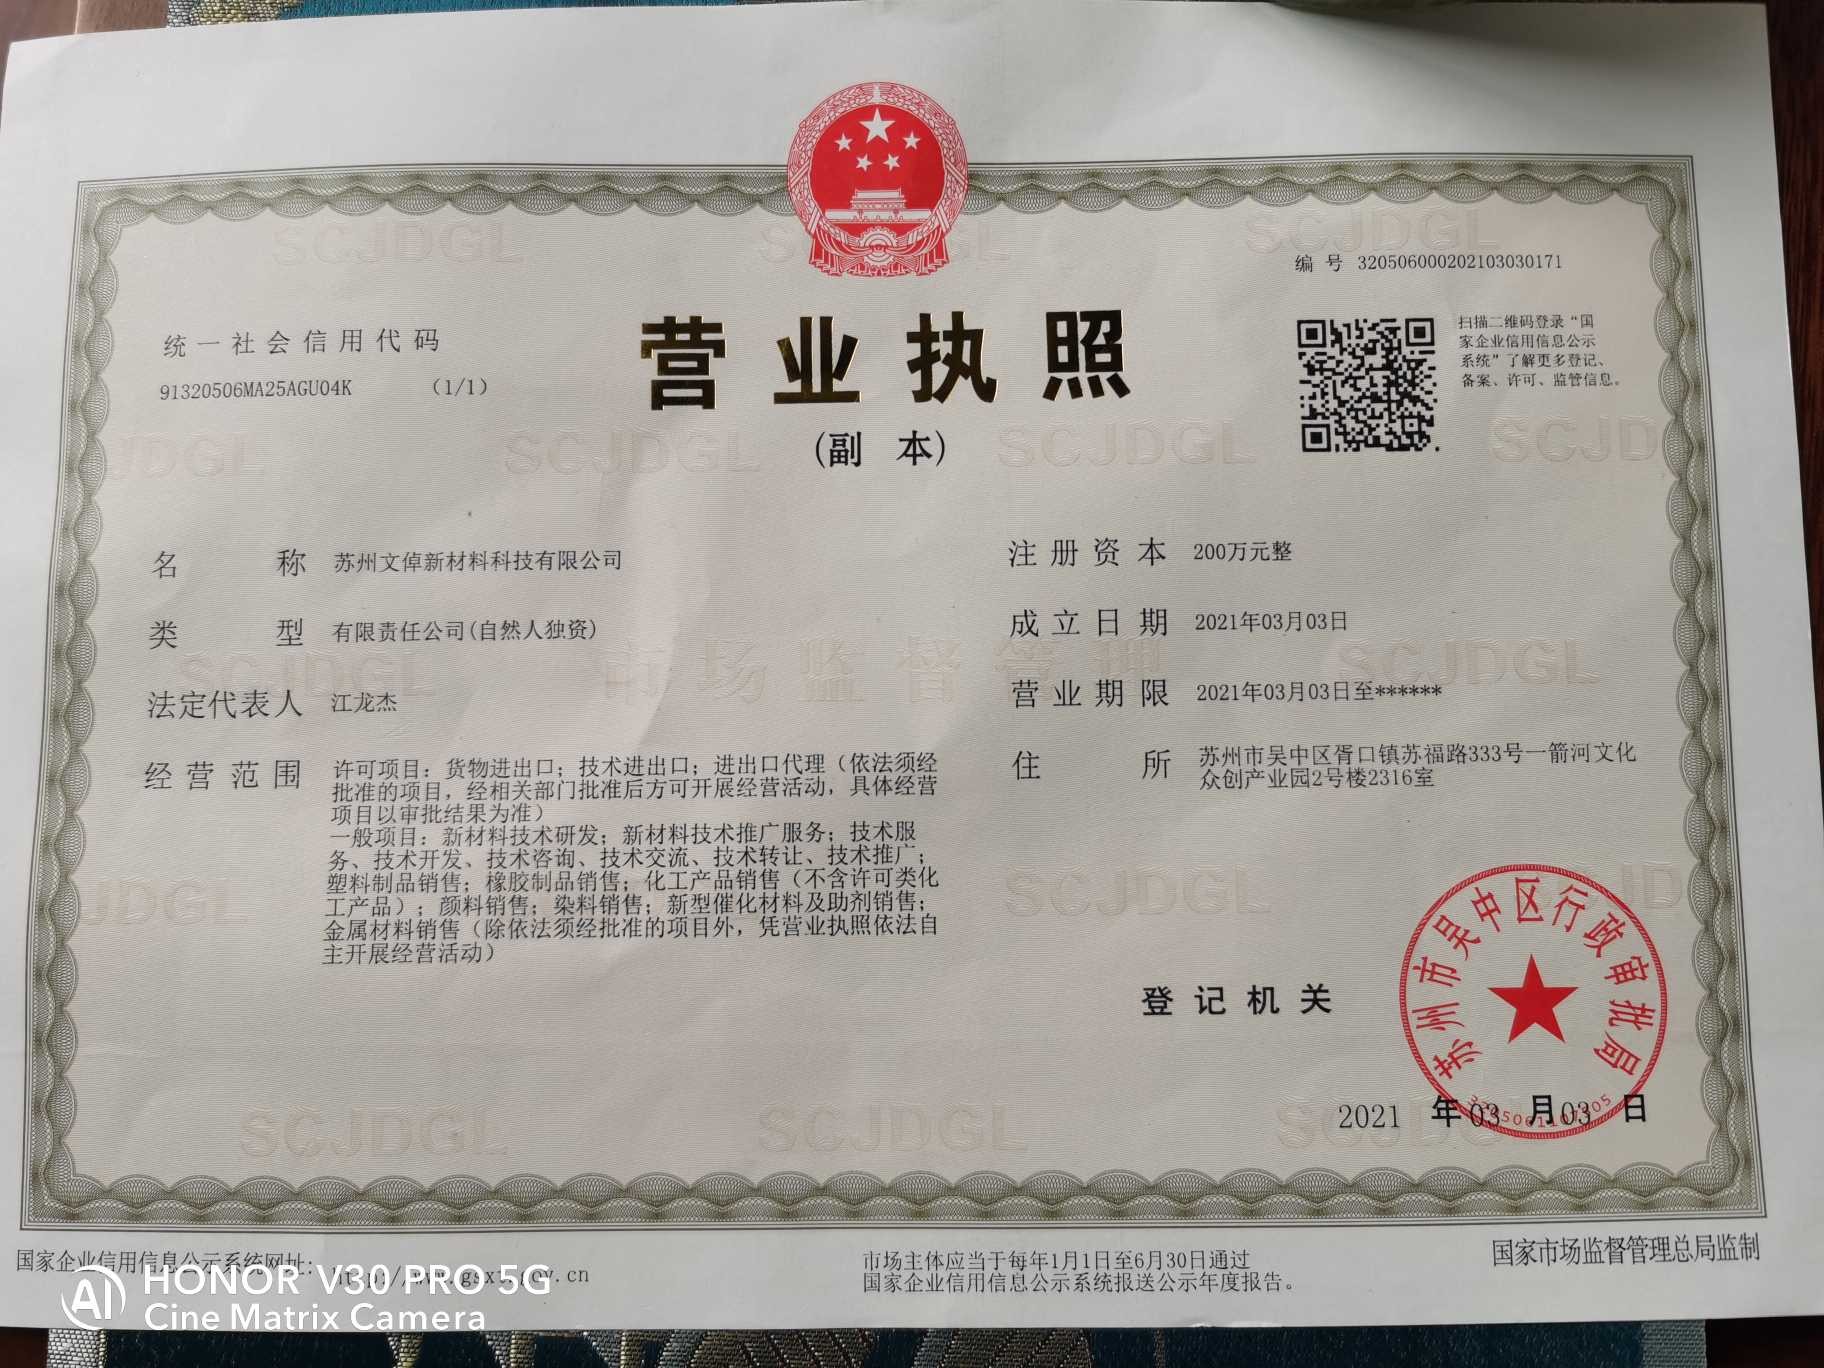 编 号 320506000202103030171
统一社会信用代码
91320506MA25AGU04K （1/1）
营业执照
(副 本)
扫描二维码登录“国
家企业信用信息公示
系统”了解更多登记、
备案、许可、监管信息。
名 称 苏州文倬新材料科技有限公司
类 型 有限责任公司(自然人独资)
法定代表人 江龙杰
经营范围 许可项目：货物进出口；技术进出口；进出口代理（依法须经
批准的项目，经相关部门批准后方可开展经营活动，具体经营
项目以审批结果为准）
一般项目：新材料技术研发；新材料技术推广服务；技术服
务、技术开发、技术咨询、技术交流、技术转让、技术推广；
塑料制品销售；橡胶制品销售；化工产品销售（不含许可类化
工产品）；颜料销售；染料销售；新型催化材料及助剂销售；
金属材料销售（除依法须经批准的项目外，凭营业执照依法自
主开展经营活动）
注册资本 200万元整
成立日期 2021年03月03日
营业期限 2021年03月03日至******
住 所 苏州市吴中区胥口镇苏福路333号一箭河文化
众创产业园2号楼2316室
登记机关
苏州市吴中区行政审批局
2021 年 03 月 03 日
国家企业信用信息公示系统网址：
市场主体应当于每年1月1日至6月30日通过
国家企业信用信息公示系统报送公示年度报告。
国家市场监督管理总局监制
SCJDGL
市场监督管理
AI HONOR V30 PRO 5G
Cine Matrix Camera